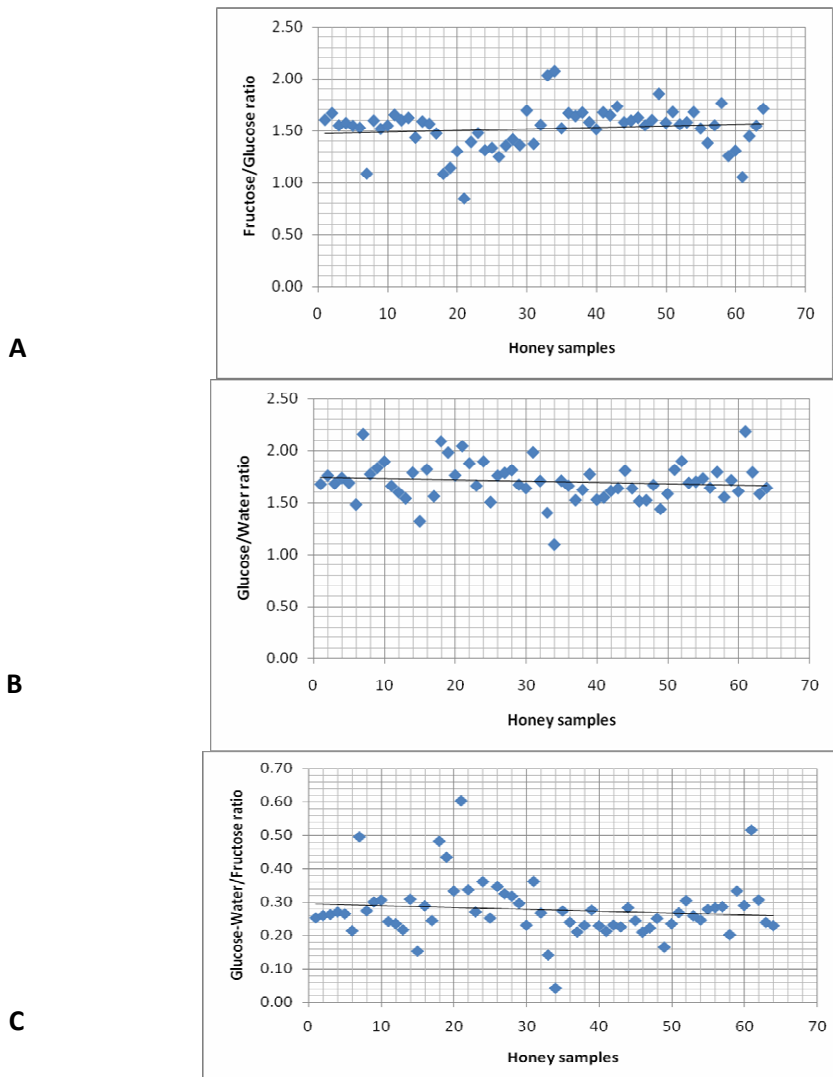 2.50
2.00
1.50
1.00
0.50
0.00
Fructose/Glucose ratio
0 10 20 30 40 50 60 70
Honey samples
A
2.50
2.00
1.50
1.00
0.50
0.00
Glucose/Water ratio
0 10 20 30 40 50 60 70
Honey samples
B
0.70
0.60
0.50
0.40
0.30
0.20
0.10
0.00
Glucose-Water/Fructose ratio
0 10 20 30 40 50 60 70
Honey samples
C